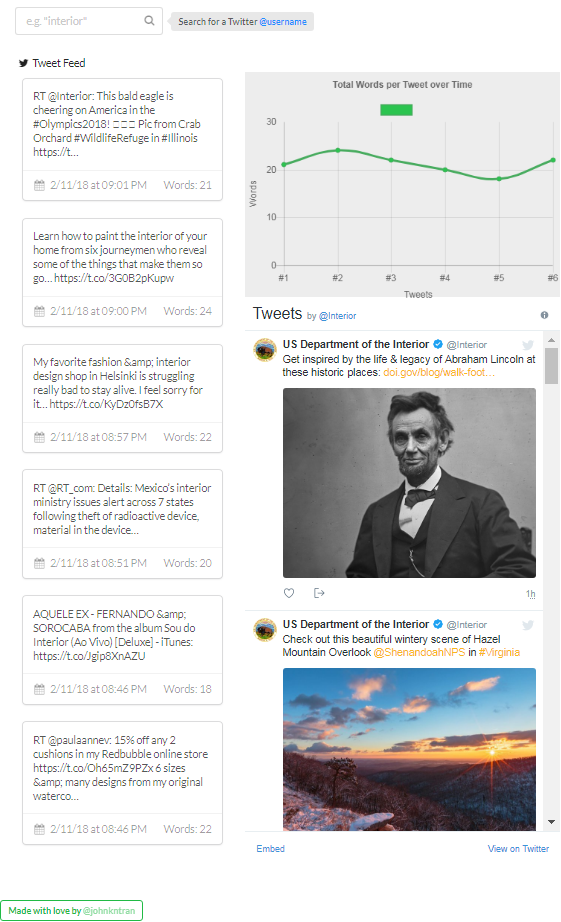 e.g. "interior"
Search for a Twitter @username
Tweet Feed
RT @Interior: This bald eagle is
cheering on America in the
#Olympics2018! 🇺🇸🦅 Pic from Crab
Orchard #WildlifeRefuge in #Illinois
https://t…
2/11/18 at 09:01 PM Words: 21
Learn how to paint the interior of your
home from six journeymen who reveal
some of the things that make them so
go… https://t.co/3G0B2pKupw
2/11/18 at 09:00 PM Words: 24
My favorite fashion &amp; interior
design shop in Helsinki is struggling
really bad to stay alive. I feel sorry for
it… https://t.co/KyDz0fsB7X
2/11/18 at 08:57 PM Words: 22
RT @RT_com: Details: Mexico's interior
ministry issues alert across 7 states
following theft of radioactive device,
material in the device…
2/11/18 at 08:51 PM Words: 20
AQUELE EX - FERNANDO &amp;
SOROCABA from the album Sou do
Interior (Ao Vivo) [Deluxe] - iTunes:
https://t.co/Jgip8XnAZU
2/11/18 at 08:46 PM Words: 18
RT @paulaannev: 15% off any 2
cushions in my Redbubble online store
https://t.co/Oh65mZ9PZx 6 sizes
&amp; many designs from my original
waterco…
2/11/18 at 08:46 PM Words: 22
Total Words per Tweet over Time
30
20
10
0
Words
#1 #2 #3 #4 #5 #6
Tweets
Tweets by @Interior
US Department of the Interior @Interior
Get inspired by the life & legacy of Abraham Lincoln at
these historic places: doi.gov/blog/walk-foot…
1h
US Department of the Interior @Interior
Check out this beautiful wintery scene of Hazel
Mountain Overlook @ShenandoahNPS in #Virginia
Embed View on Twitter
Made with love by @johnkntran